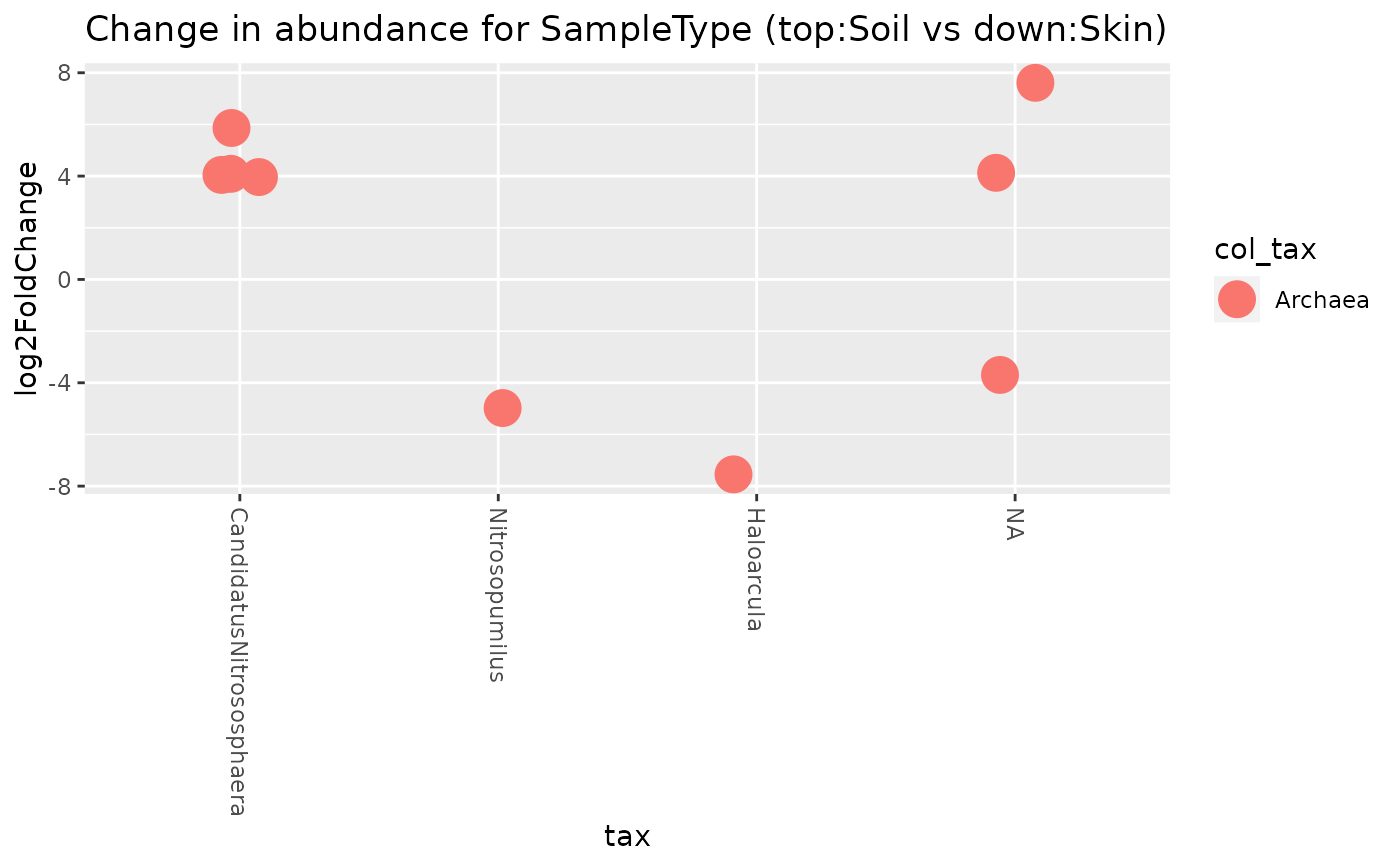 Change in abundance for SampleType (top:Soil vs down:Skin)
log2FoldChange
8
4
0
-4
-8
CandidatusNitrososphaera
Nitrosopumilus
Haloarcula
NA
tax
col_tax
Archaea